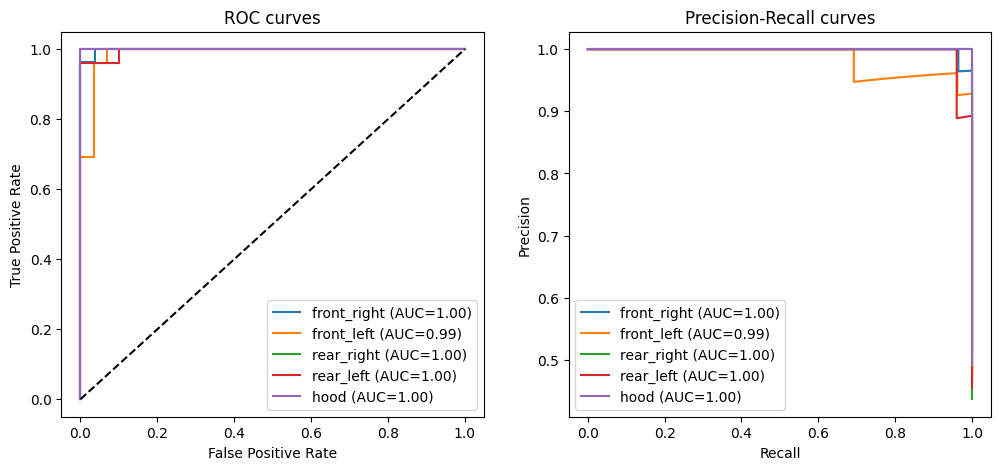 ROC curves
True Positive Rate
1.0
0.8
0.6
0.4
0.2
0.0
front_right (AUC=1.00)
front_left (AUC=0.99)
rear_right (AUC=1.00)
rear_left (AUC=1.00)
hood (AUC=1.00)
0.0 0.2 0.4 0.6 0.8 1.0
False Positive Rate
Precision-Recall curves
Precision
1.0
0.9
0.8
0.7
0.6
0.5
front_right (AUC=1.00)
front_left (AUC=0.99)
rear_right (AUC=1.00)
rear_left (AUC=1.00)
hood (AUC=1.00)
0.0 0.2 0.4 0.6 0.8 1.0
Recall